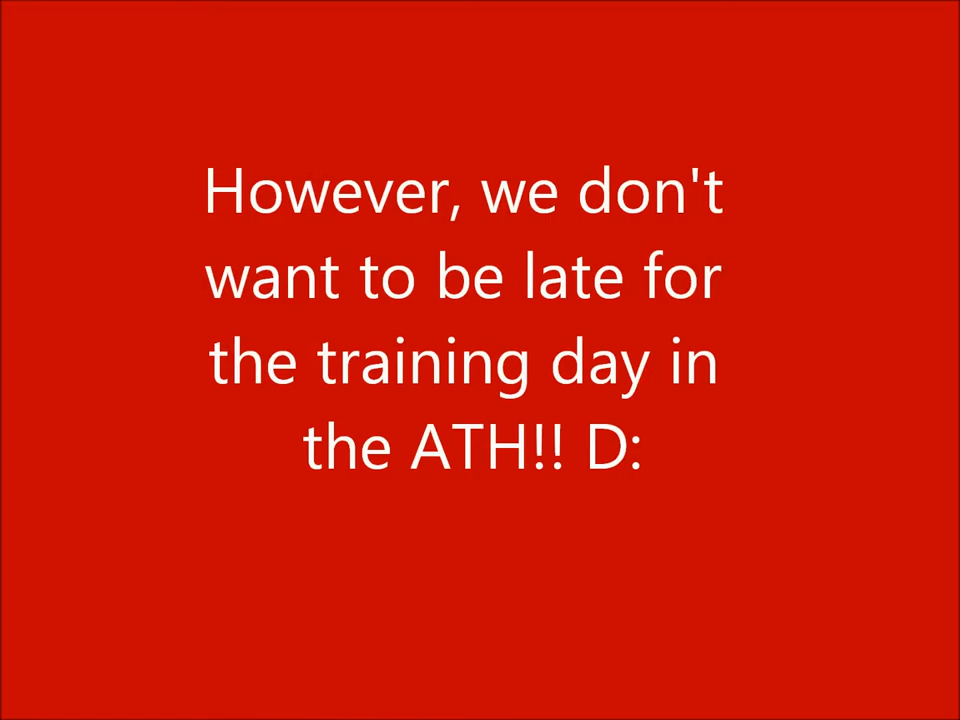 However, we don't
want to be late for
the training day in
the ATH!! D: